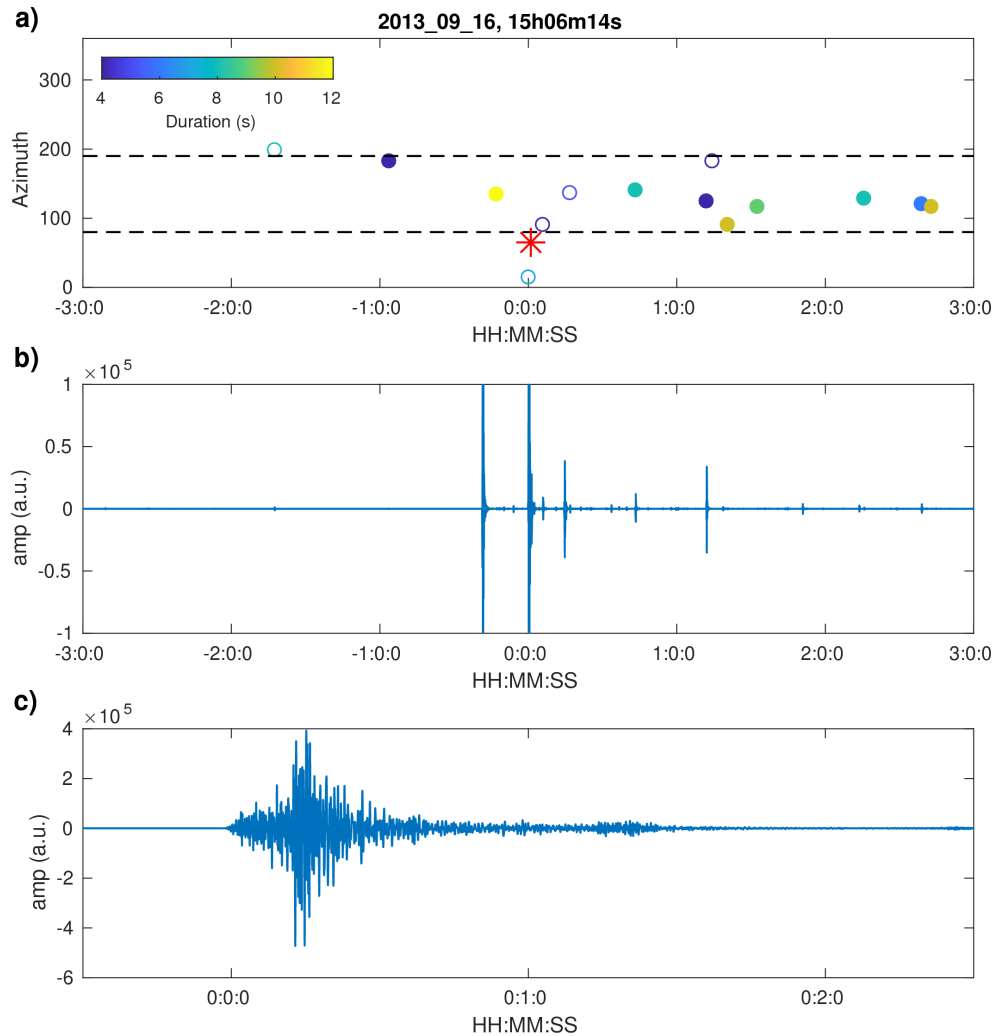 a)
2013_09_16, 15h06m14s
300
200
100
0
Azimuth
4 6 8 10 12
Duration (s)
-3:0:0 -2:0:0 -1:0:0 0:0:0 1:0:0 2:0:0 3:0:0
HH:MM:SS
b)
×10 5
1
0.5
0
-0.5
-1
amp (a.u.)
-3:0:0 -2:0:0 -1:0:0 0:0:0 1:0:0 2:0:0 3:0:0
HH:MM:SS
c)
×10 5
4
2
0
-2
-4
-6
amp (a.u.)
0:0:0 0:1:0 0:2:0
HH:MM:SS